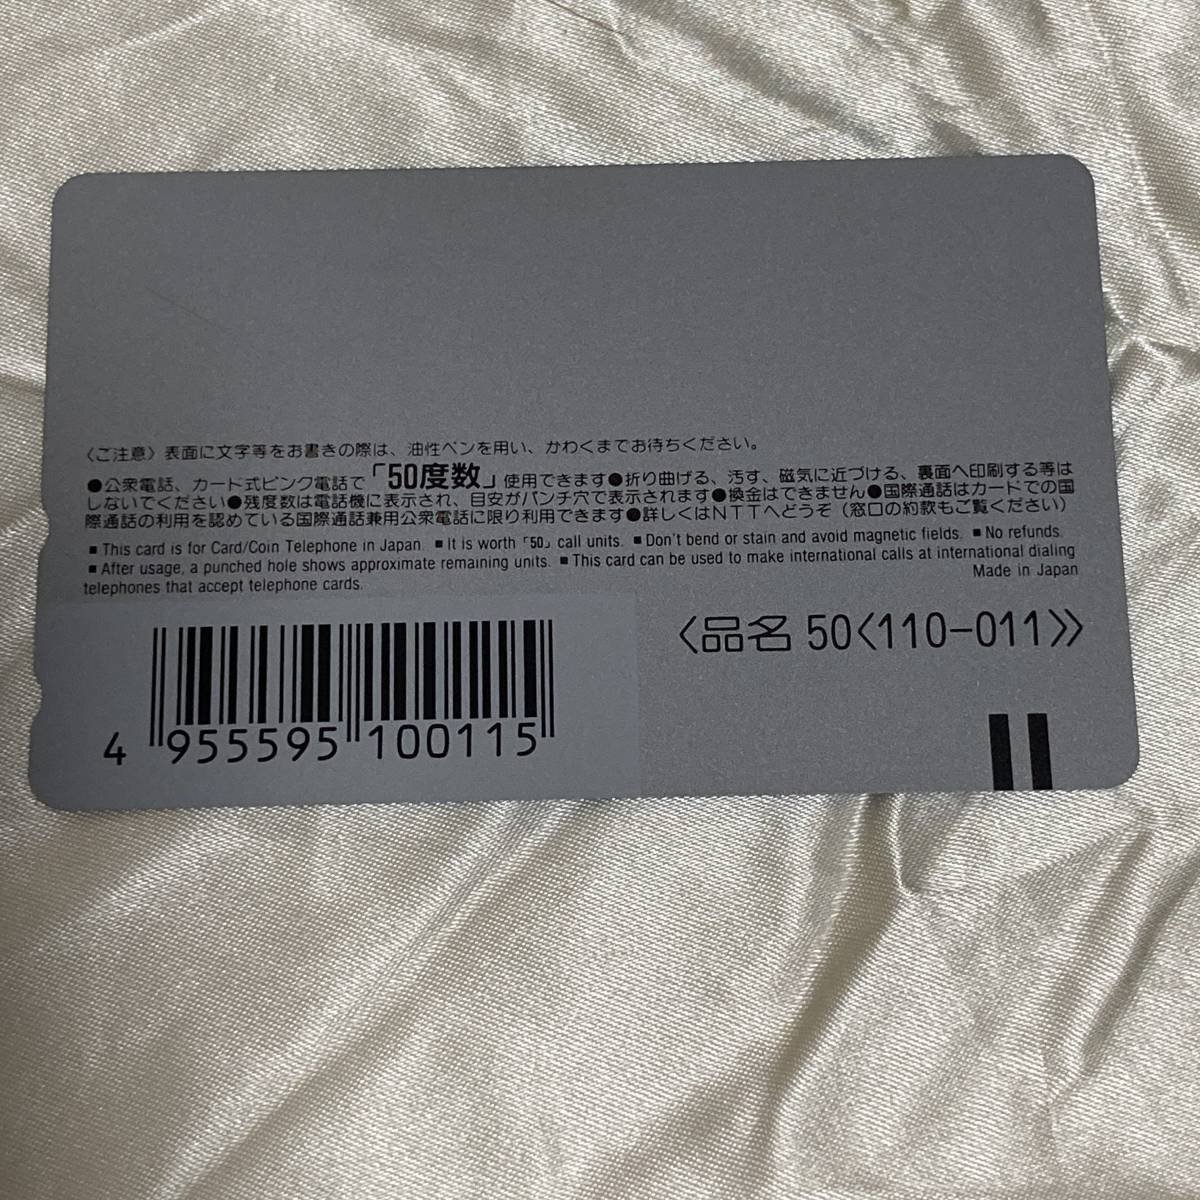 〈ご注意〉表面に文字等をお書きの際は、油性ペンを用い、かわくまでお待ちください。
●公衆電話、カード式ピンク電話で「50度数」使用できます●折り曲げる、汚す、磁気に近づける、裏面へ印刷する等は
しないでください●残度数は電話機に表示され、目安がパンチ穴で表示されます●換金はできません●国際通話はカードでの国
際通話の利用を認めている国際通話兼用公衆電話に限り利用できます●詳しくはNTTへどうぞ（窓口の約款もご覧ください）
■This card is for Card/Coin Telephone in Japan. ■It is worth「50」call units. ■Don't bend or stain and avoid magnetic fields. ■No refunds.
■After usage, a punched hole shows approximate remaining units. ■This card can be used to make international calls at international dialing
telephones that accept telephone cards.
Made in Japan
〈品名 50〈110-011〉〉
4 955595 100115